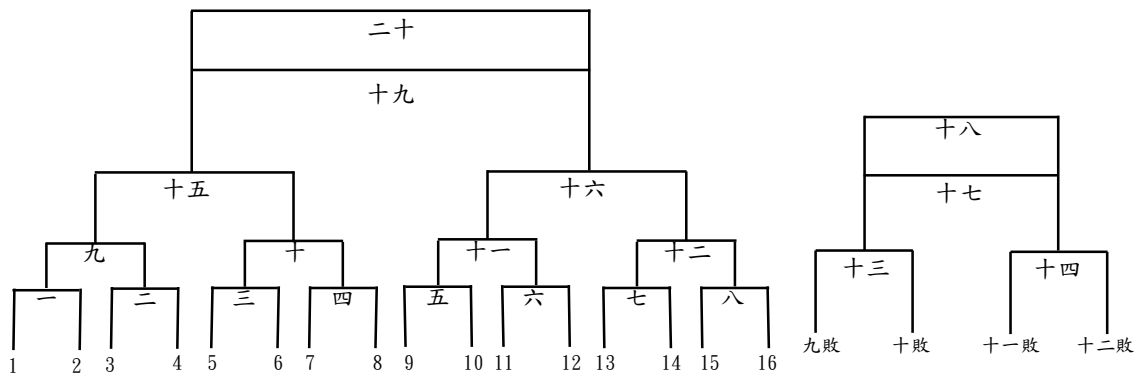 二十
十九
十八
十五 十六 十七
九 十 十一 十二 十三 十四
一 二 三 四 五 六 七 八
1 2 3 4 5 6 7 8 9 10 11 12 13 14 15 16
九敗 十敗 十一敗 十二敗